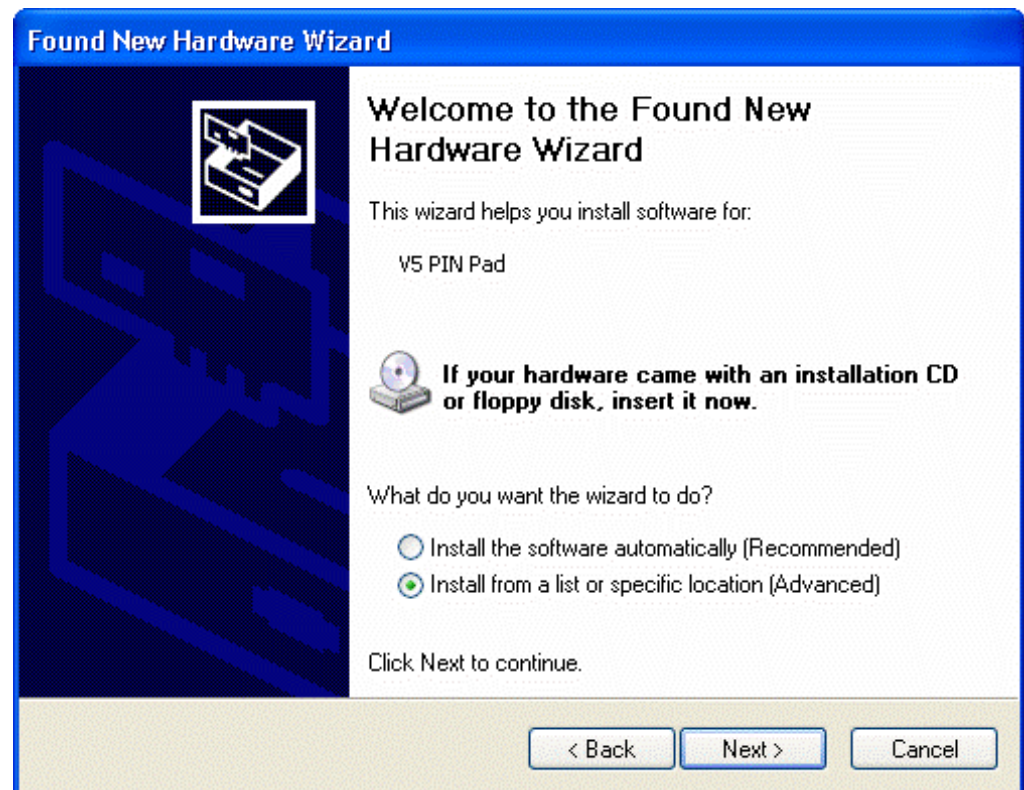 Found New Hardware Wizard
Welcome to the Found New
Hardware Wizard
This wizard helps you install software for:
V5 PIN Pad
If your hardware came with an installation CD
or floppy disk, insert it now.
What do you want the wizard to do?
Install the software automatically (Recommended)
Install from a list or specific location (Advanced)
Click Next to continue.
< Back
Next >
Cancel